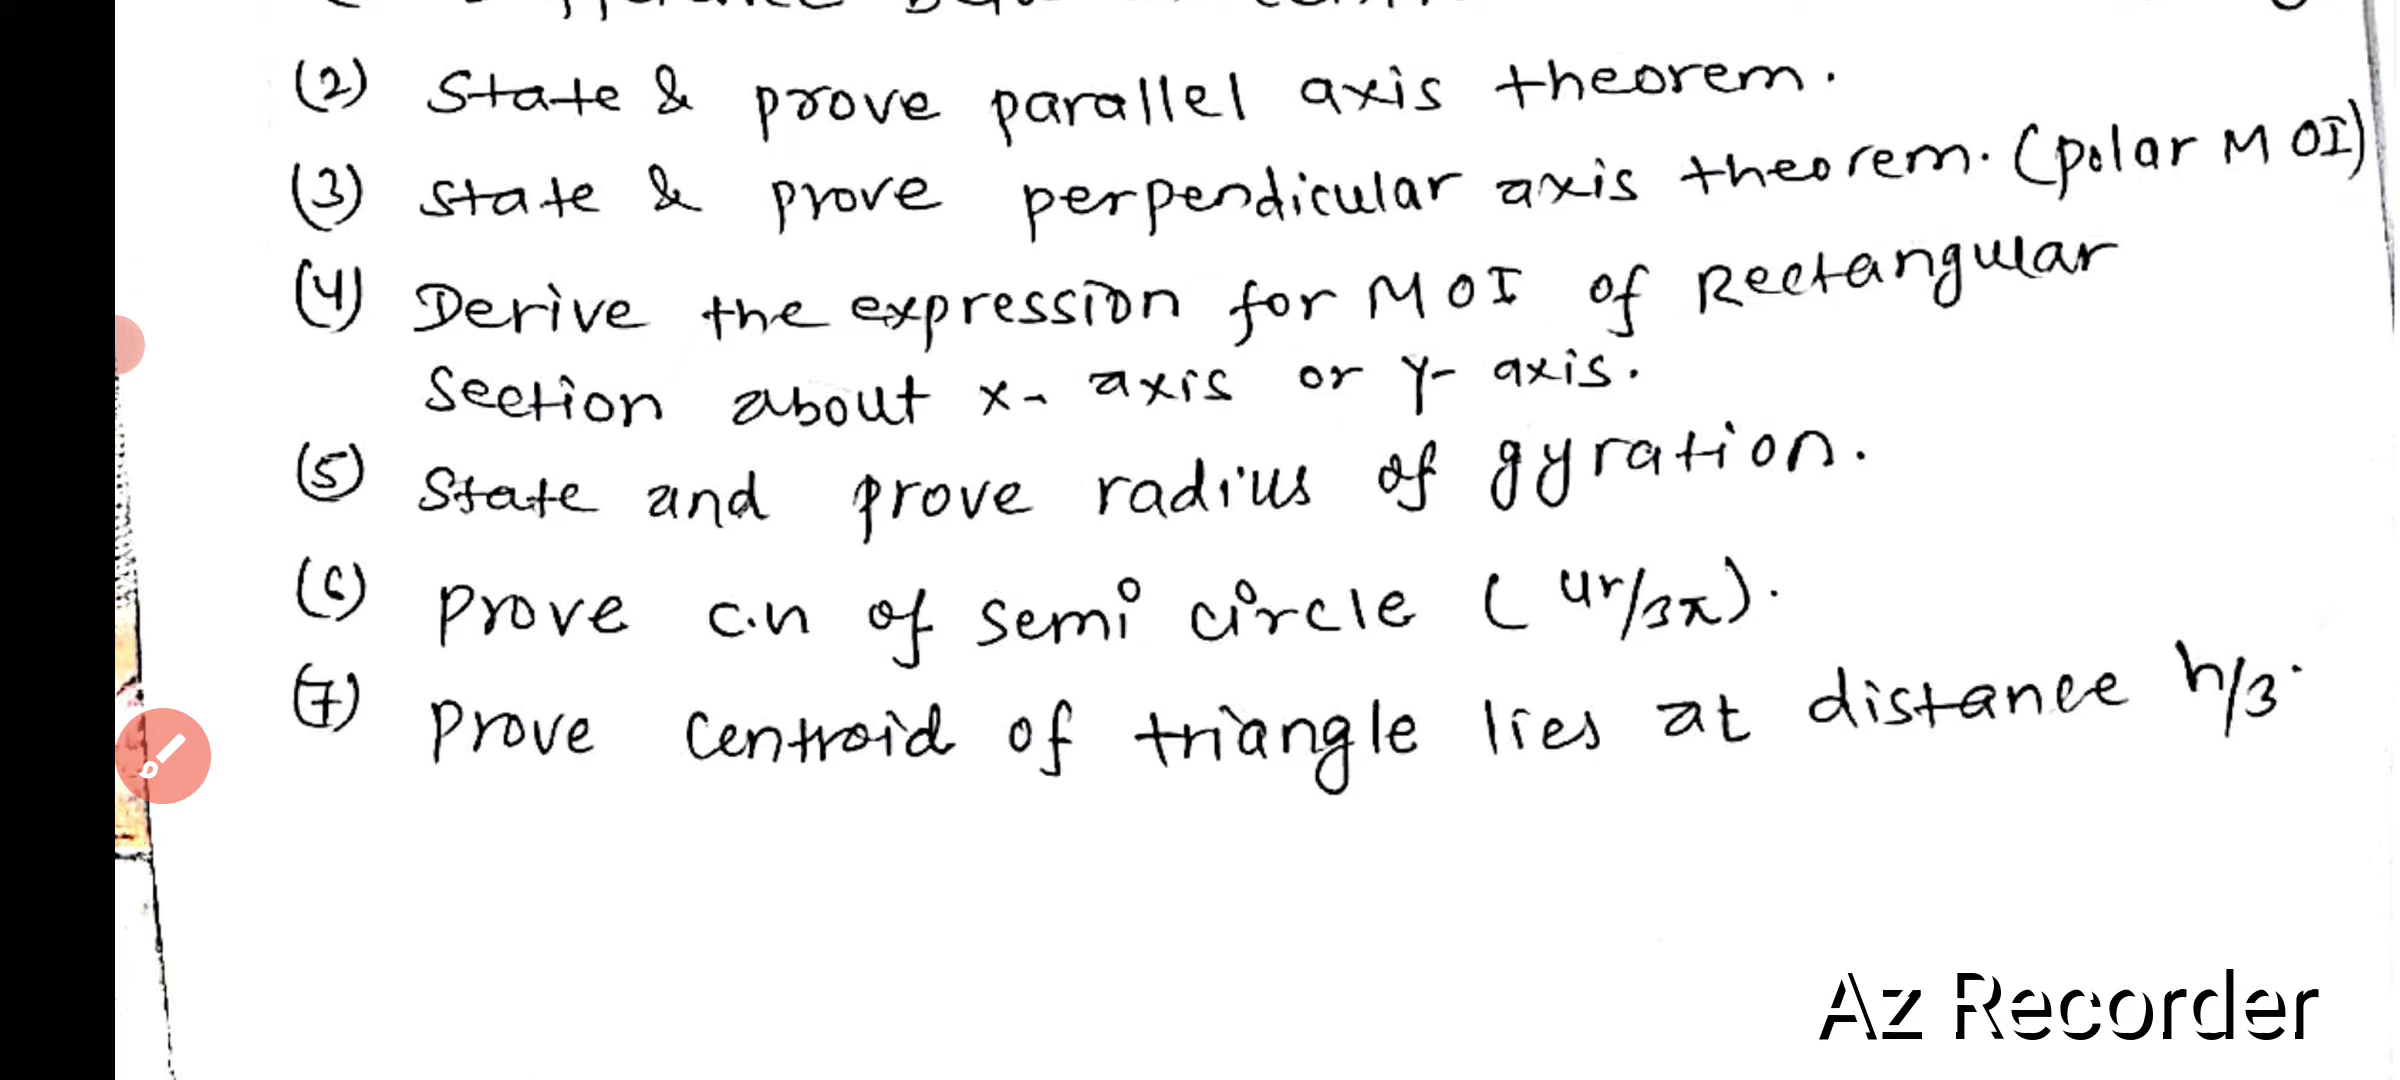 (2) State & prove parallel axis theorem.
(3) state & prove perpendicular axis theorem. (polar M OI)
(4) Derive the expression for MOI of Rectangular
Section about x- axis or y- axis.
(5) State and prove radius of gyration.
(6) Prove c.n of semi circle ( 4r/3π).
(7) Prove Centroid of triangle lies at distance h/3.
Az Recorder